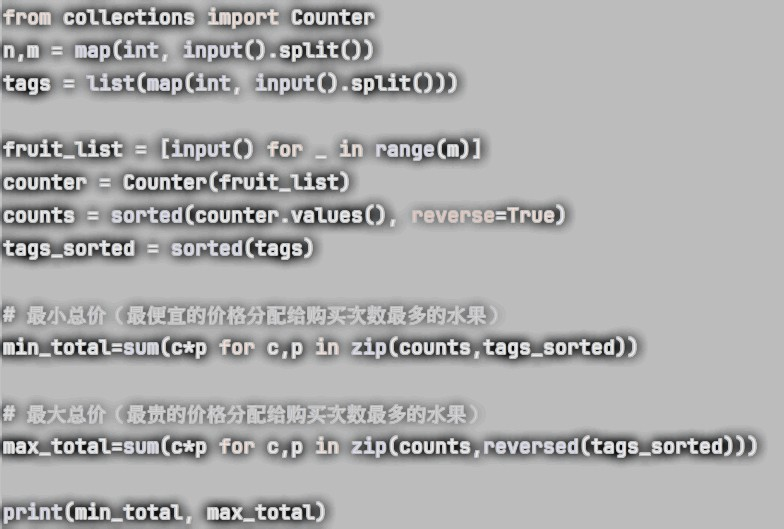 from collections import Counter
n,m = map(int, input().split())
tags = list(map(int, input().split()))
fruit_list = [input() for _ in range(m)]
counter = Counter(fruit_list)
counts = sorted(counter.values(), reverse=True)
tags_sorted = sorted(tags)
# 最小总价（最便宜的价格分配给购买次数最多的水果）
min_total=sum(c*p for c,p in zip(counts,tags_sorted))
# 最大总价（最贵的价格分配给购买次数最多的水果）
max_total=sum(c*p for c,p in zip(counts,reversed(tags_sorted)))
print(min_total, max_total)